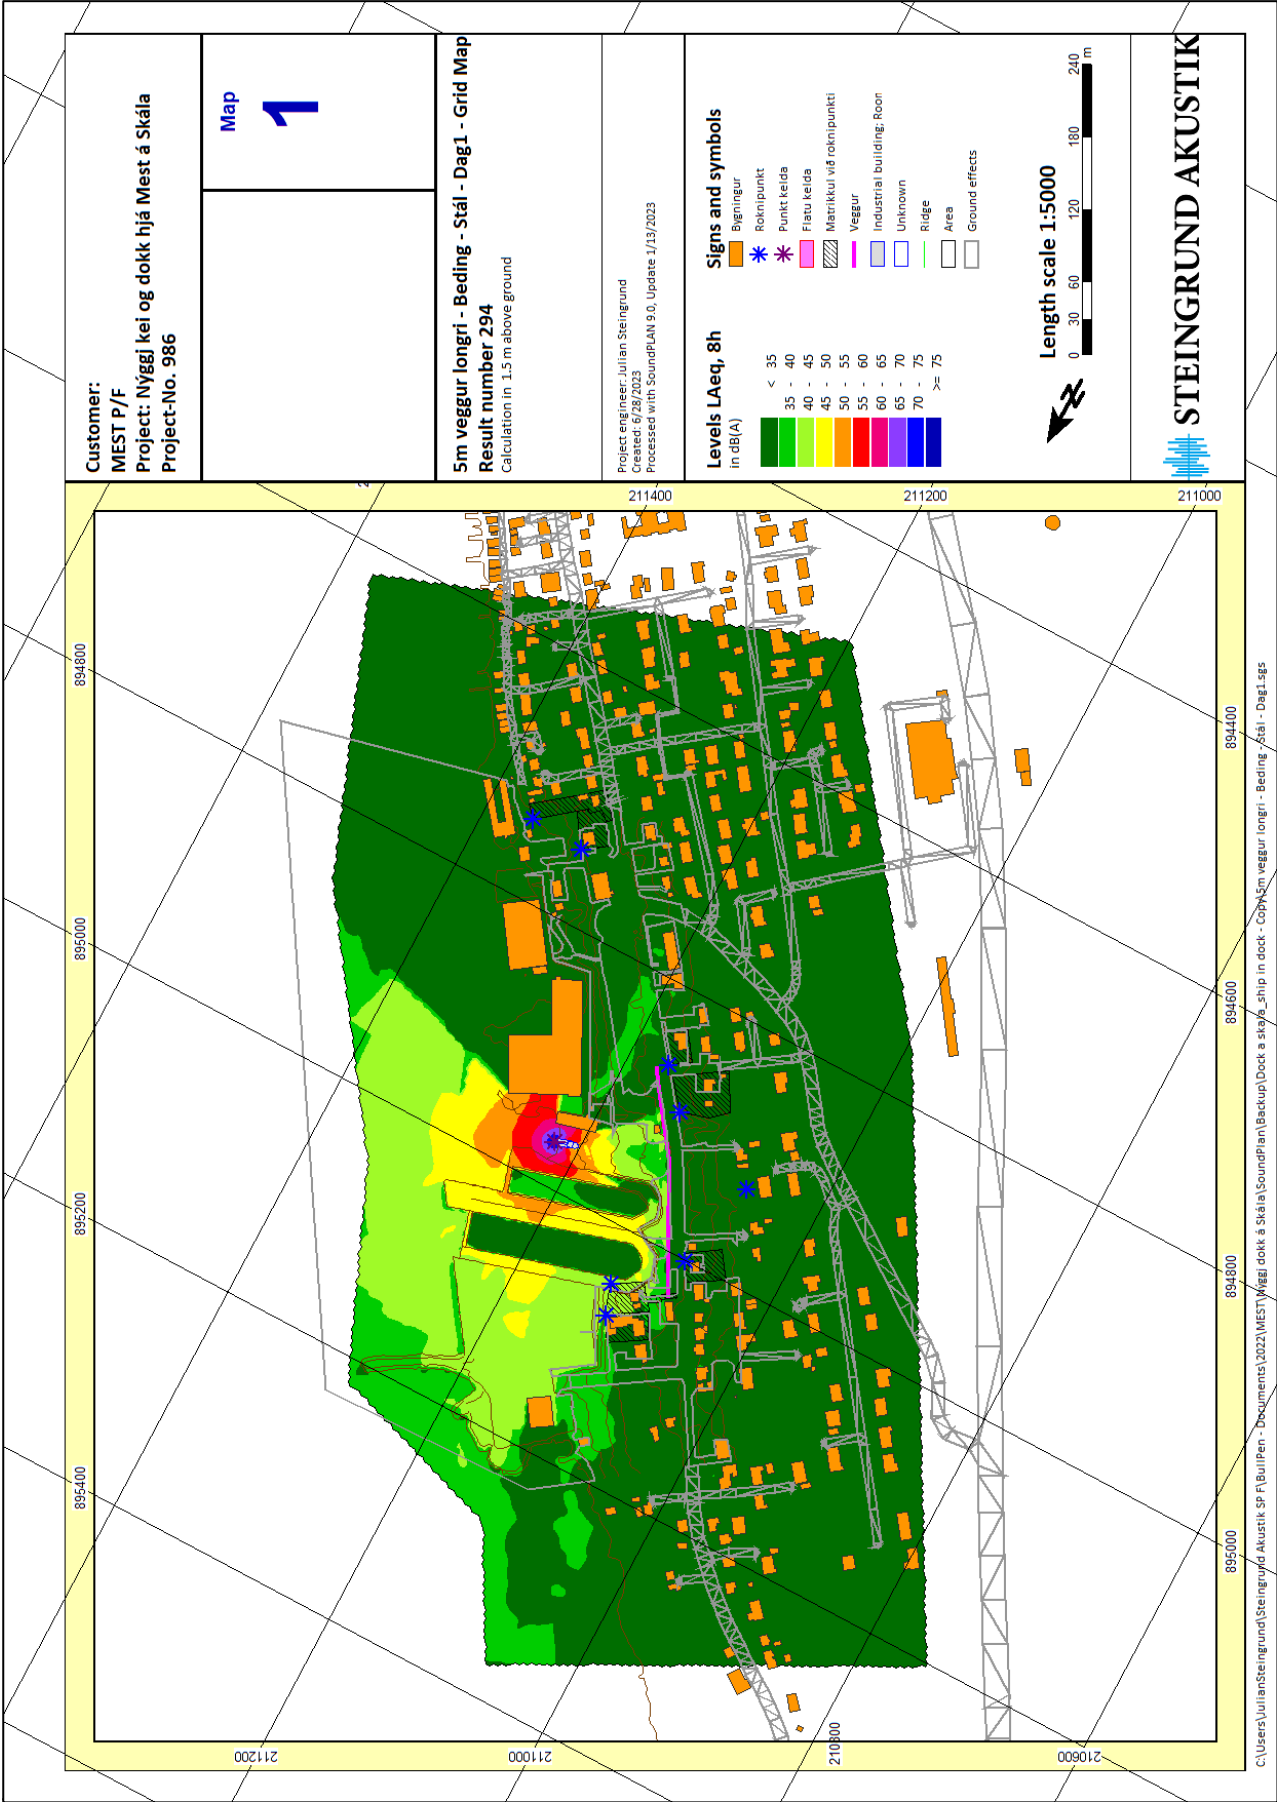 Customer:
MEST P/F
Project: Nýggj kei og dokk hjá Mest á Skála
Project-No. 986
Map
1
5m veggur longri - Beding - Stál - Dag1 - Grid Map
Result number 294
Calculation in 1.5 m above ground
Project engineer: Julian Steingrund
Created: 6/28/2023
Processed with SoundPLAN 9.0, Update 1/13/2023
Levels LAeq, 8h
in dB(A)
< 35
35 - 40
40 - 45
45 - 50
50 - 55
55 - 60
60 - 65
65 - 70
70 - 75
>= 75
Signs and symbols
Bygningur
Roknipunkt
Punkt kelda
Flatu kelda
Matrikkul við roknipunkti
Veggur
Industrial building; Room
Unknown
Ridge
Area
Ground effects
Length scale 1:5000
0 30 60 120 180 240
m
STEINGRUND AKUSTIK
894800
895000
895200
895400
211400
211200
211000
894400
894600
894800
895000
211200
211000
210800
210600